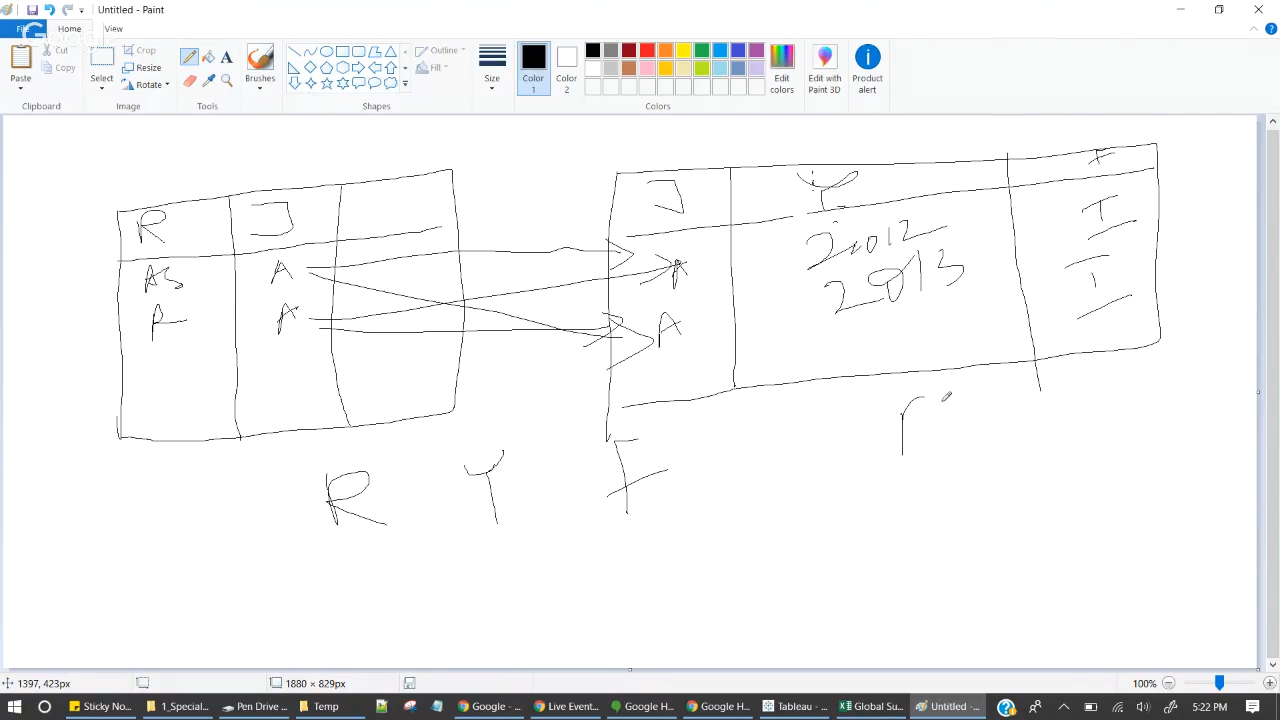 Untitled - Paint
File
Home
View
Paste
Cut
Copy
Clipboard
Select
Crop
Resize
Rotate
Image
Tools
Brushes
Outline
Fill
Shapes
Size
Color
1
Color
2
Edit
colors
Colors
Edit with
Paint 3D
Product
alert
R
A
A
AS
R
A
A
2012
2013
R Y F
1397, 423px
1880 × 829px
100%
Sticky No...
1_Special...
Pen Drive ...
Temp
Google - ...
Live Event...
Google H...
Google H...
Tableau - ...
Global Su...
Untitled -...
5:22 PM